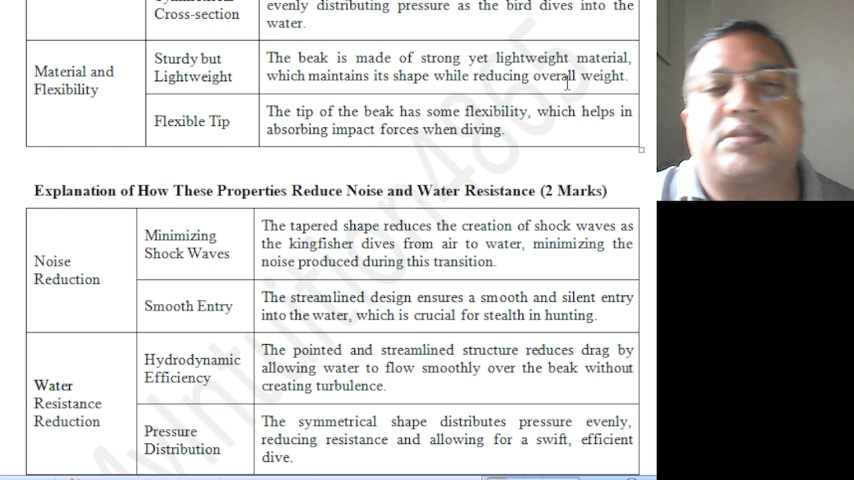 evenly distributing pressure as the bird dives into the
Cross-section
water.
Material and
Flexibility
Sturdy but
Lightweight
The beak is made of strong yet lightweight material,
which maintains its shape while reducing overall weight.
Flexible Tip
The tip of the beak has some flexibility, which helps in
absorbing impact forces when diving.
Explanation of How These Properties Reduce Noise and Water Resistance (2 Marks)
Noise
Reduction
Minimizing
Shock Waves
The tapered shape reduces the creation of shock waves as
the kingfisher dives from air to water, minimizing the
noise produced during this transition.
Smooth Entry
The streamlined design ensures a smooth and silent entry
into the water, which is crucial for stealth in hunting.
Water
Resistance
Reduction
Hydrodynamic
Efficiency
The pointed and streamlined structure reduces drag by
allowing water to flow smoothly over the beak without
creating turbulence.
Pressure
Distribution
The symmetrical shape distributes pressure evenly,
reducing resistance and allowing for a swift, efficient
dive.